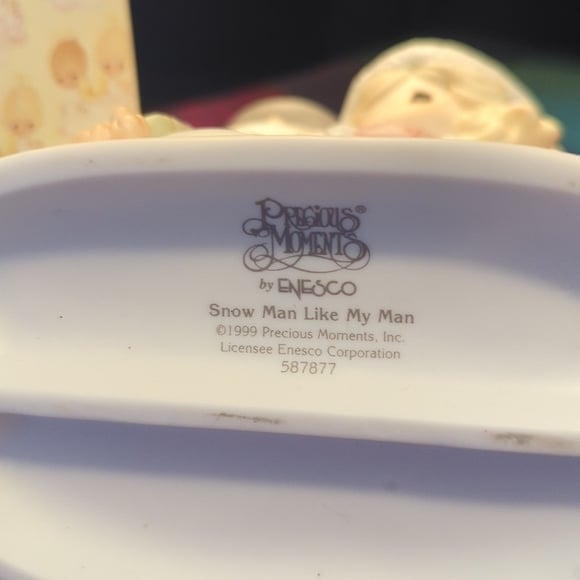 PRECIOUS®
MOMENTS
by ENESCO
Snow Man Like My Man
©1999 Precious Moments, Inc.
Licensee Enesco Corporation
587877